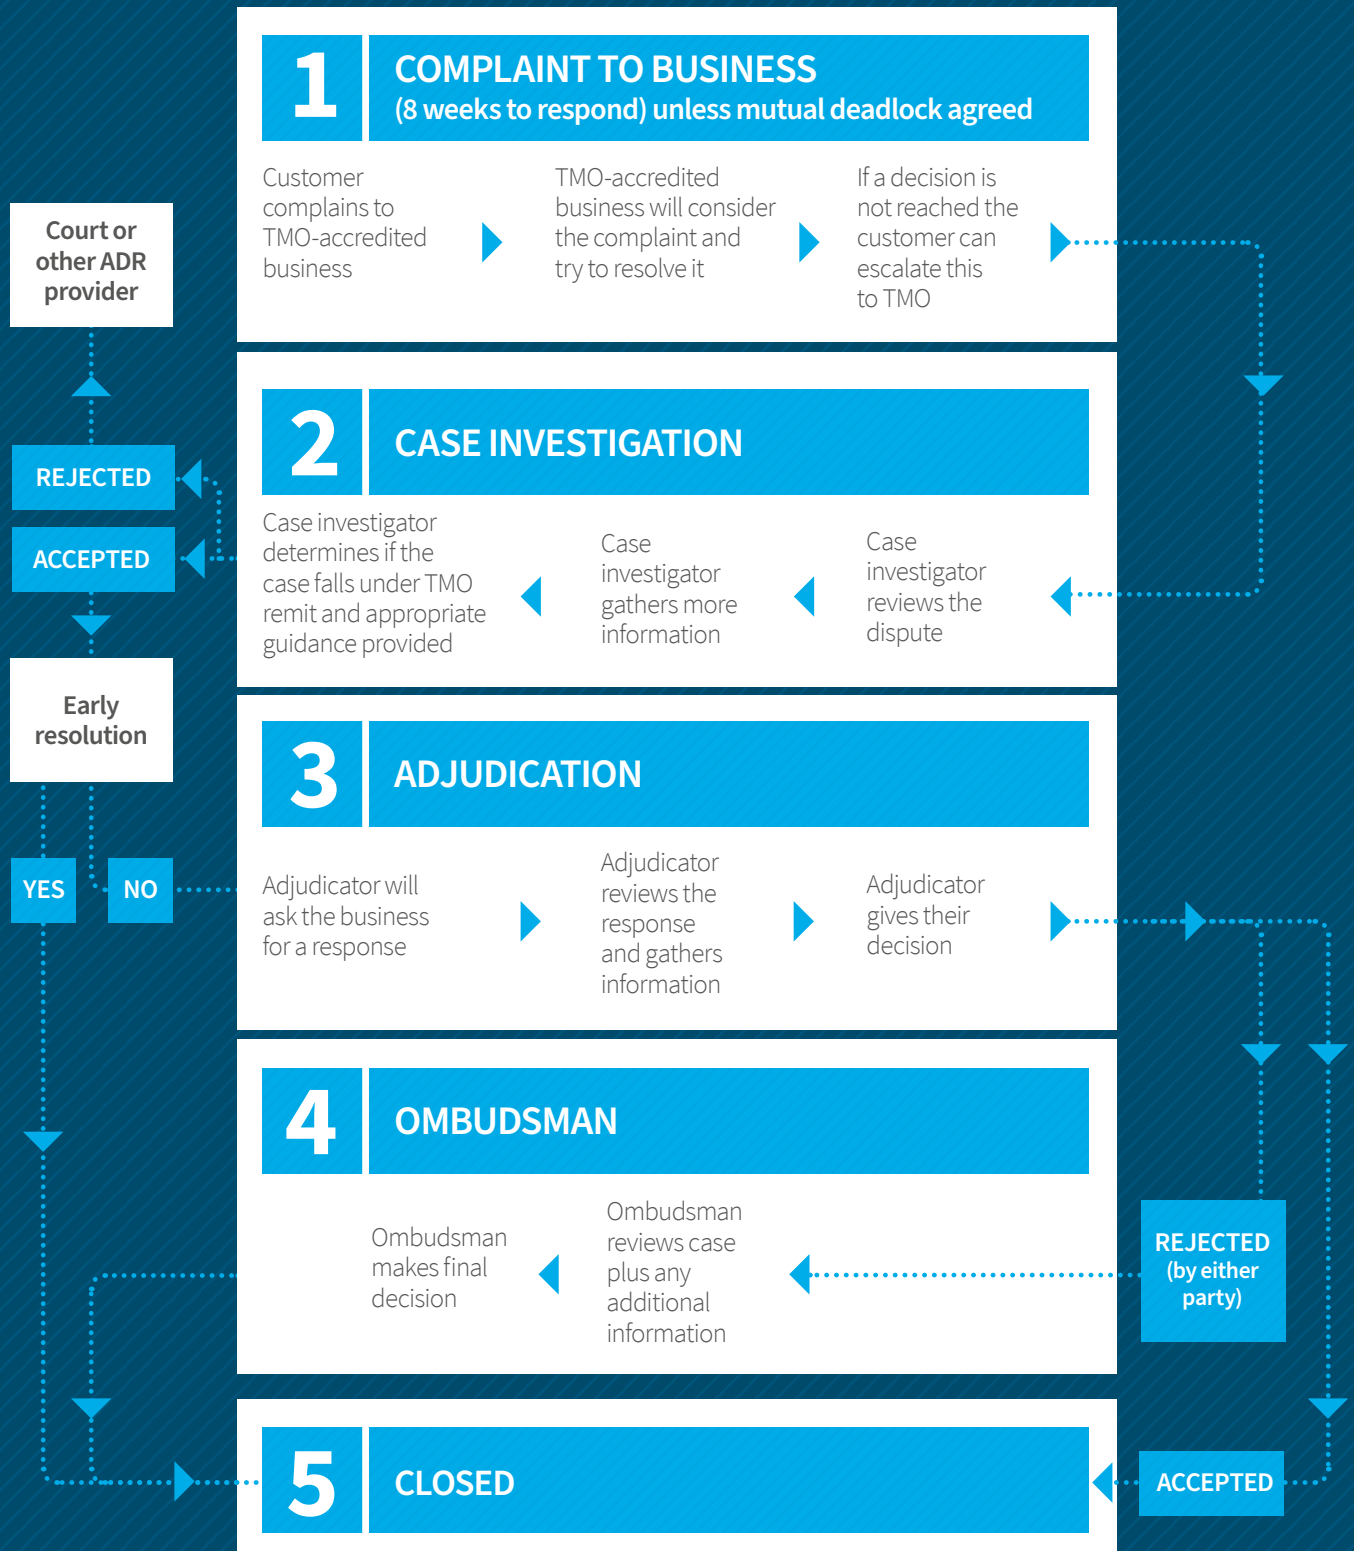 1
COMPLAINT TO BUSINESS
(8 weeks to respond) unless mutual deadlock agreed
Customer
complains to
TMO-accredited
business
TMO-accredited
business will consider
the complaint and
try to resolve it
If a decision is
not reached the
customer can
escalate this
to TMO
Court or
other ADR
provider
2
CASE INVESTIGATION
REJECTED
ACCEPTED
Case investigator
determines if the
case falls under TMO
remit and appropriate
guidance provided
Case
investigator
gathers more
information
Case
investigator
reviews the
dispute
Early
resolution
3
ADJUDICATION
YES
NO
Adjudicator will
ask the business
for a response
Adjudicator
reviews the
response
and gathers
information
Adjudicator
gives their
decision
4
OMBUDSMAN
Ombudsman
makes final
decision
Ombudsman
reviews case
plus any
additional
information
REJECTED
(by either
party)
5
CLOSED
ACCEPTED